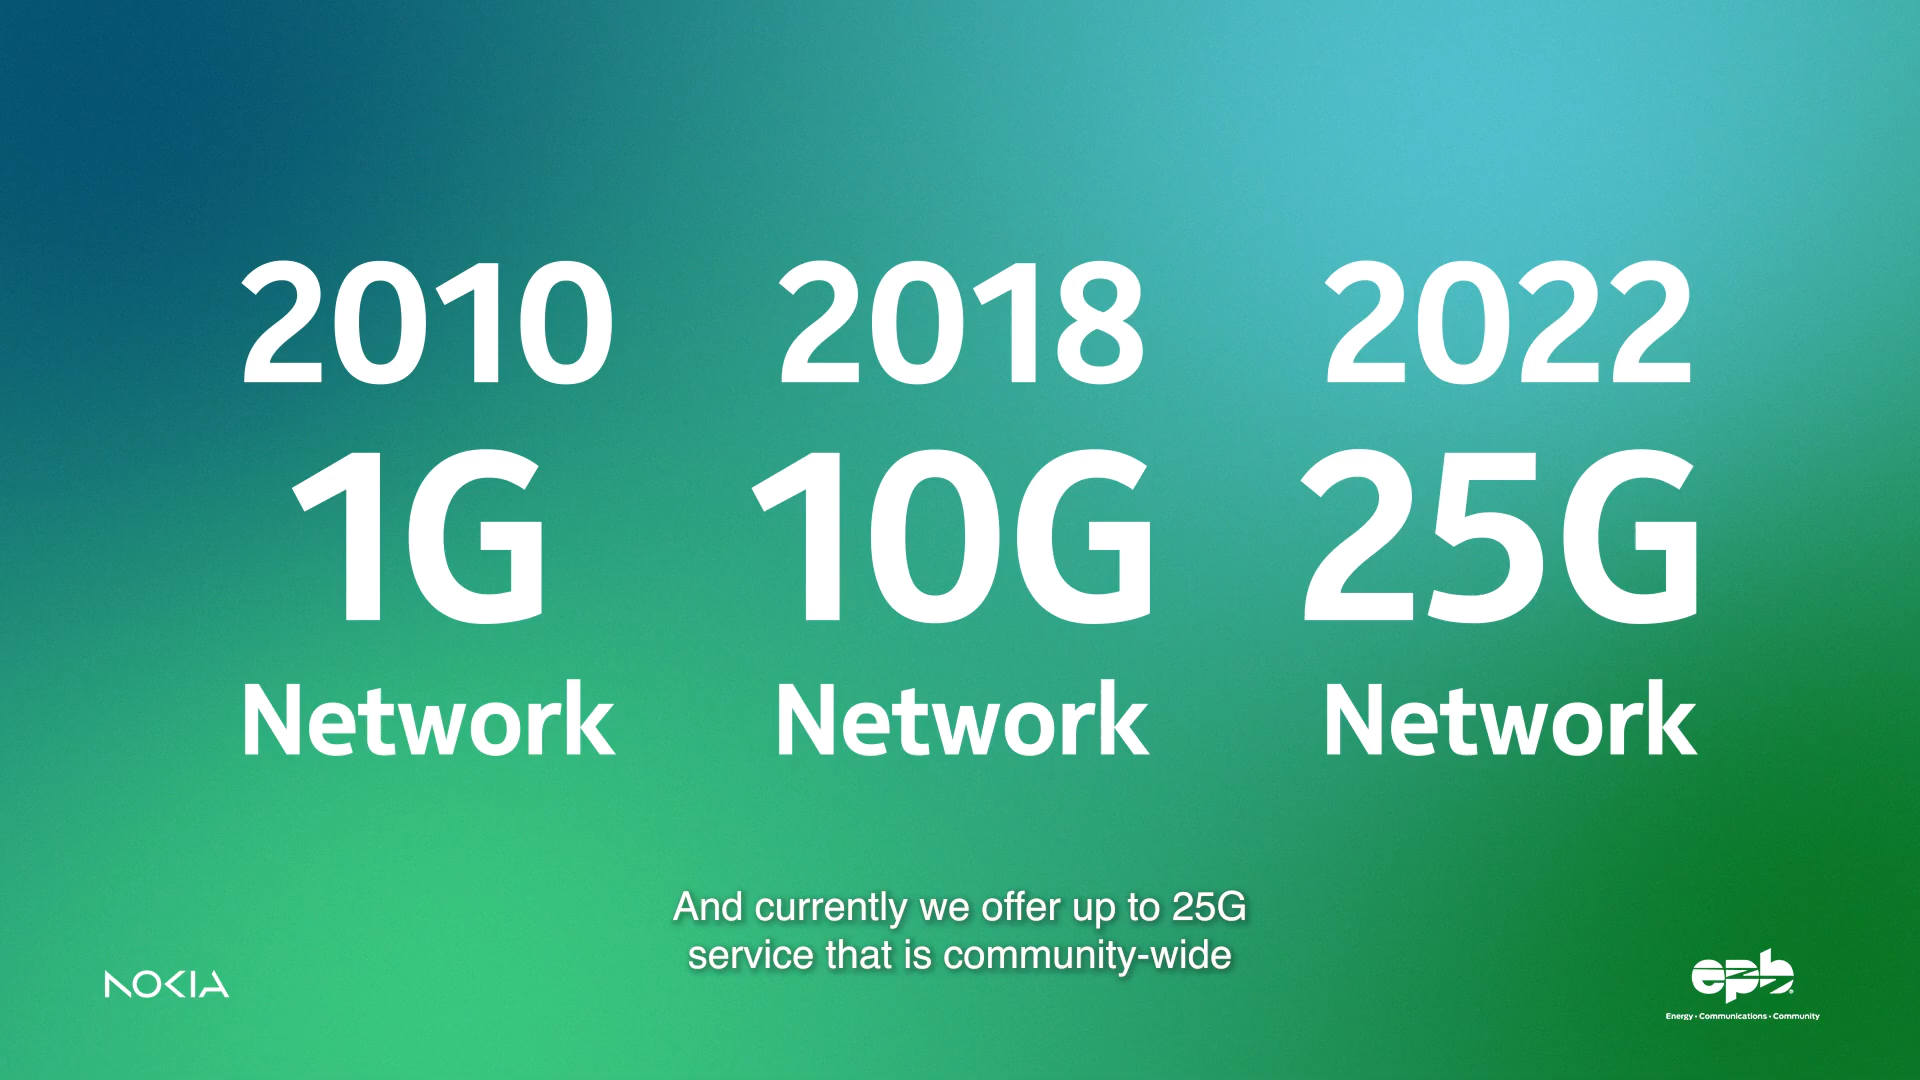 2010 2018 2022
1G 10G 25G
Network Network Network
And currently we offer up to 25G
service that is community-wide
NOKIA
epb
Energy • Communications • Community